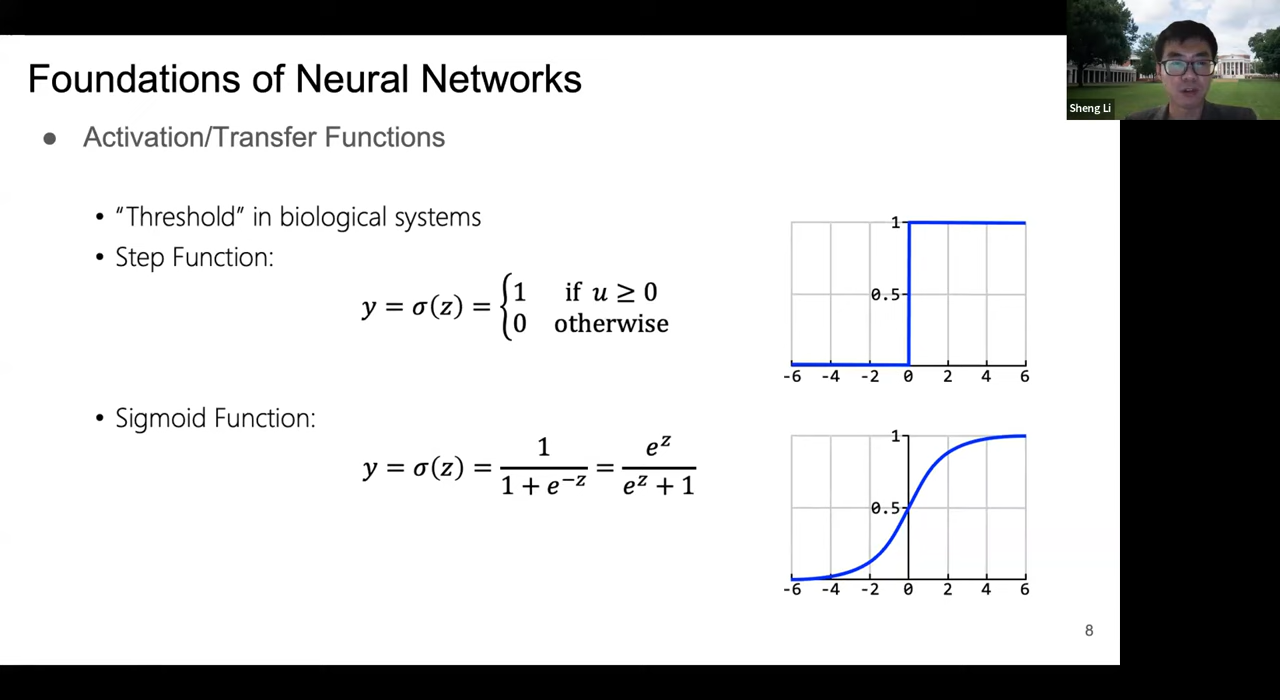 Foundations of Neural Networks
Sheng Li
● Activation/Transfer Functions
• “Threshold” in biological systems
• Step Function:
y = σ(z) = {1 if u ≥ 0
0 otherwise
1
0.5
-6 -4 -2 0 2 4 6
• Sigmoid Function:
y = σ(z) = 1 / (1 + e^{−z}) = e^z / (e^z + 1)
1
0.5
-6 -4 -2 0 2 4 6
8